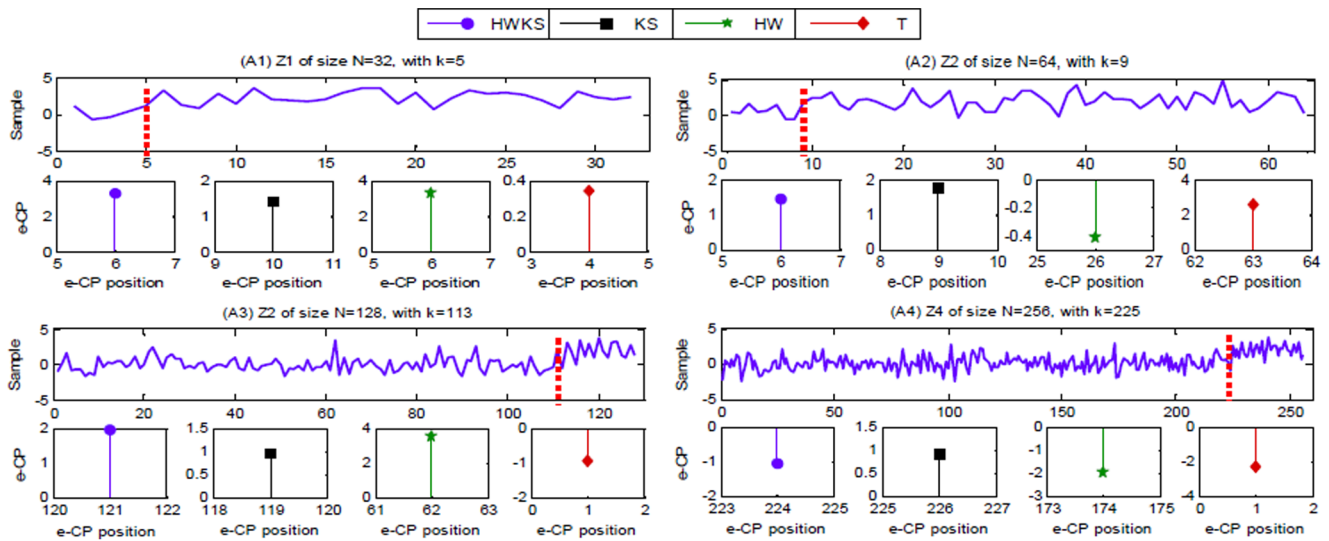 HWKS KS HW T
(A1) Z1 of size N=32, with k=5
Sample
5
0
-5
0 5 10 15 20 25 30
e-CP
4
2
0
5 6 7
e-CP position
2
1
0
9 10 11
e-CP position
4
2
0
5 6 7
e-CP position
0.4
0.2
0
3 4 5
e-CP position
(A2) Z2 of size N=64, with k=9
Sample
5
0
-5
0 10 20 30 40 50 60
e-CP
2
1
0
5 6 7
e-CP position
2
1
0
8 9 10
e-CP position
0
-0.2
-0.4
25 26 27
e-CP position
4
2
0
62 63 64
e-CP position
(A3) Z2 of size N=128, with k=113
Sample
5
0
-5
0 20 40 60 80 100 120
e-CP
2
1
0
120 121 122
e-CP position
1.5
1
0.5
0
118 119 120
e-CP position
4
2
0
61 62 63
e-CP position
0
-1
-2
0 1 2
e-CP position
(A4) Z4 of size N=256, with k=225
Sample
5
0
-5
0 50 100 150 200 250
e-CP
0
-1
-2
223 224 225
e-CP position
1.5
1
0.5
0
225 226 227
e-CP position
0
-1
-2
-3
173 174 175
e-CP position
0
-2
-4
0 1 2
e-CP position